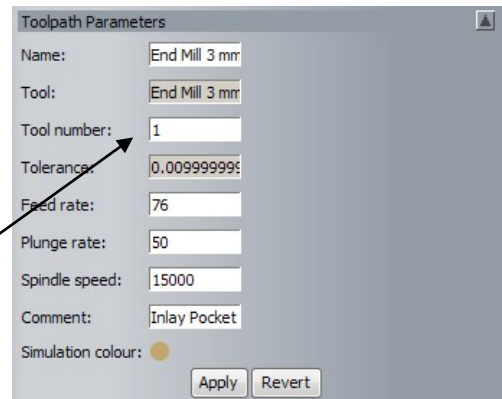 Toolpath Parameters
Name: End Mill 3 mm
Tool: End Mill 3 mm
Tool number: 1
Tolerance: 0.009999999
Feed rate: 76
Plunge rate: 50
Spindle speed: 15000
Comment: Inlay Pocket
Simulation colour:
Apply Revert